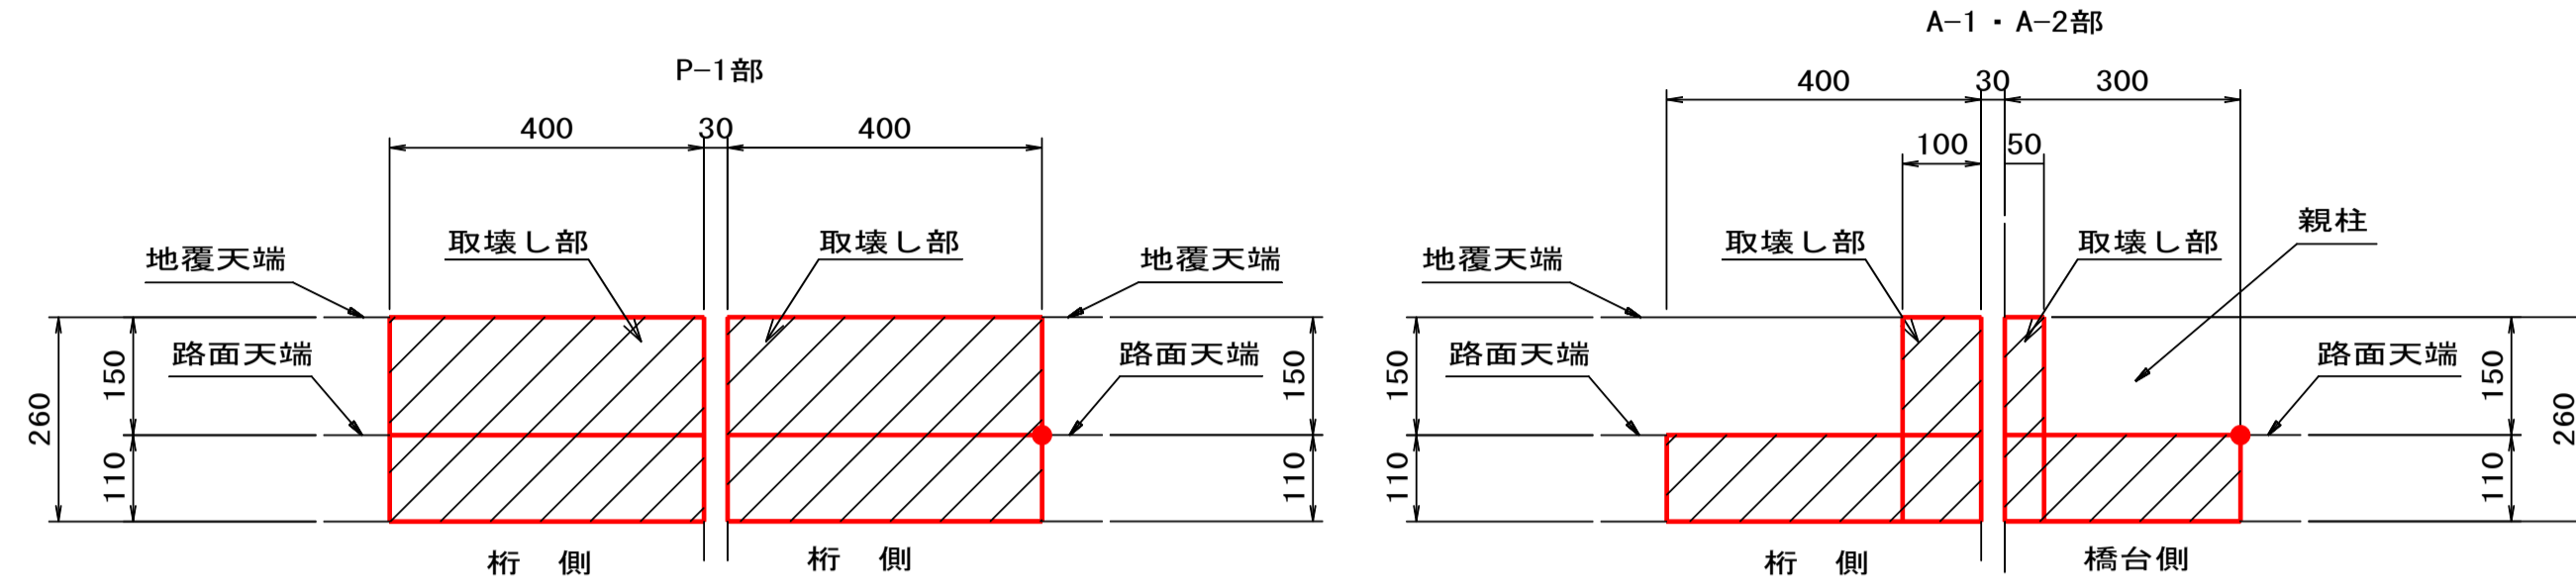 P-1部
400
30
400
取壊し部
取壊し部
地覆天端
地覆天端
路面天端
路面天端
260
150
110
150
110
桁 側
桁 側
A-1・A-2部
400
30
300
100
50
親柱
取壊し部
取壊し部
地覆天端
路面天端
路面天端
150
110
150
110
260
桁 側
橋台側